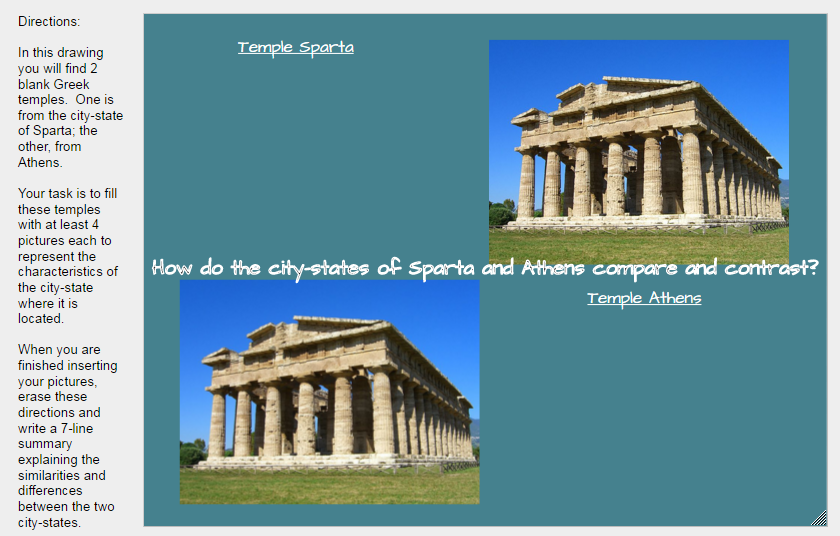 Directions:
In this drawing
you will find 2
blank Greek
temples.  One is
from the city-state
of Sparta; the
other, from
Athens.
Your task is to fill
these temples
with at least 4
pictures each to
represent the
characteristics of
the city-state
where it is
located.
When you are
finished inserting
your pictures,
erase these
directions and
write a 7-line
summary
explaining the
similarities and
differences
between the two
city-states.
Temple Sparta
How do the city-states of Sparta and Athens compare and contrast?
Temple Athens